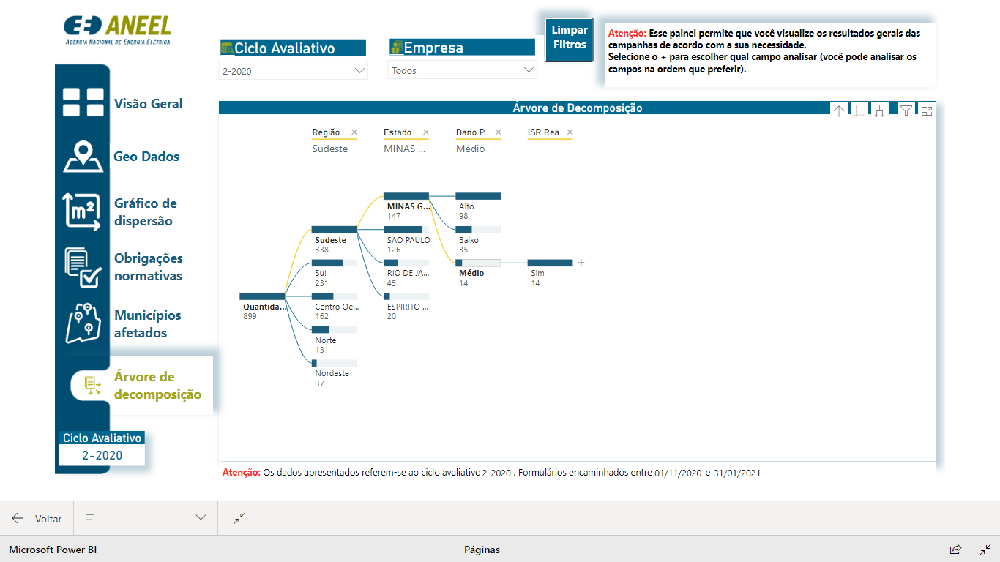 ANEEL
AGÊNCIA NACIONAL DE ENERGIA ELÉTRICA
Ciclo Avaliativo
2-2020
Empresa
Todos
Limpar
Filtros
Atenção: Esse painel permite que você visualize os resultados gerais das
campanhas de acordo com a sua necessidade.
Selecione o + para escolher qual campo analisar (você pode analisar os
campos na ordem que preferir).
Visão Geral
Geo Dados
m²
Gráfico de
dispersão
Obrigações
normativas
Municípios
afetados
Árvore de
decomposição
Ciclo Avaliativo
2-2020
Árvore de Decomposição
Região ...
Sudeste
Estado ...
MINAS ...
Dano P...
Médio
ISR Rea...
Quantida...
899
Sudeste
338
Sul
231
Centro Oe...
162
Norte
131
Nordeste
37
MINAS G...
147
SAO PAULO
126
RIO DE JA...
45
ESPIRITO ...
20
Alto
98
Baixo
35
Médio
14
Sim
14
+
Atenção: Os dados apresentados referem-se ao ciclo avaliativo 2-2020 . Formulários encaminhados entre 01/11/2020 e 31/01/2021
Voltar
Microsoft Power BI
Páginas